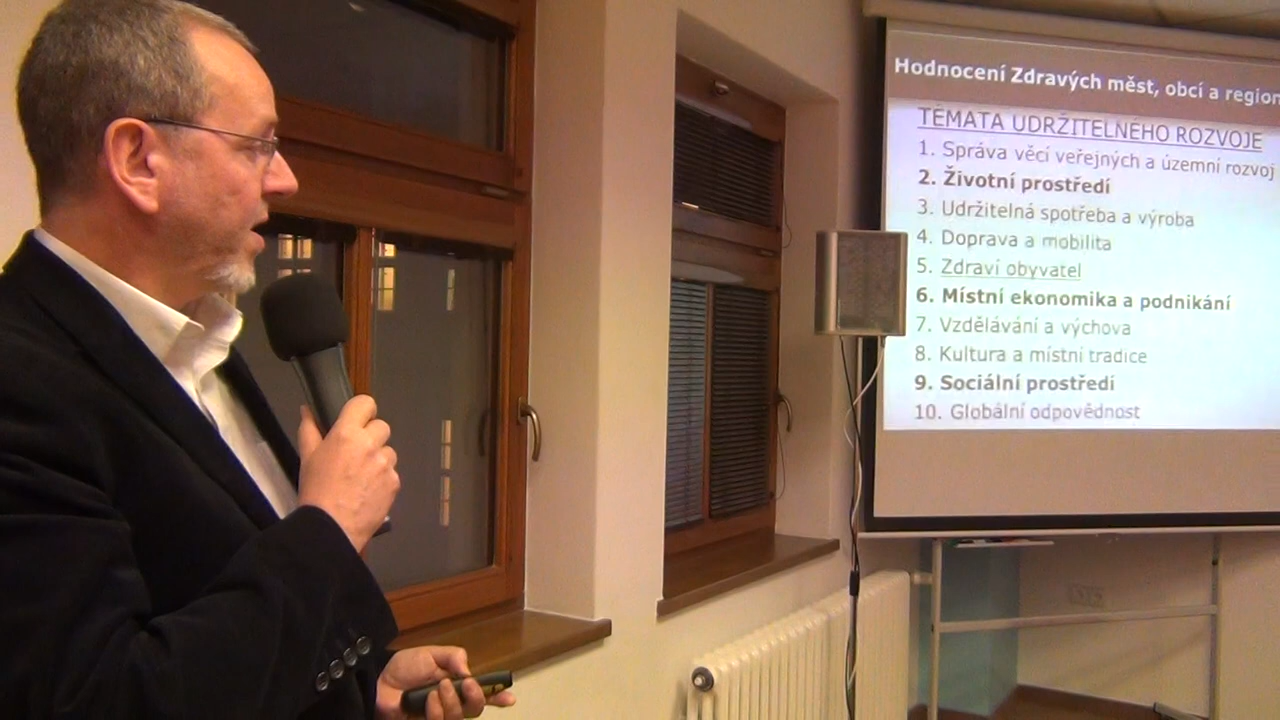 Hodnocení Zdravých měst, obcí a region
TÉMATA UDRŽITELNÉHO ROZVOJE
1. Správa věcí veřejných a územní rozvoj
2. Životní prostředí
3. Udržitelná spotřeba a výroba
4. Doprava a mobilita
5. Zdraví obyvatel
6. Místní ekonomika a podnikání
7. Vzdělávání a výchova
8. Kultura a místní tradice
9. Sociální prostředí
10. Globální odpovědnost